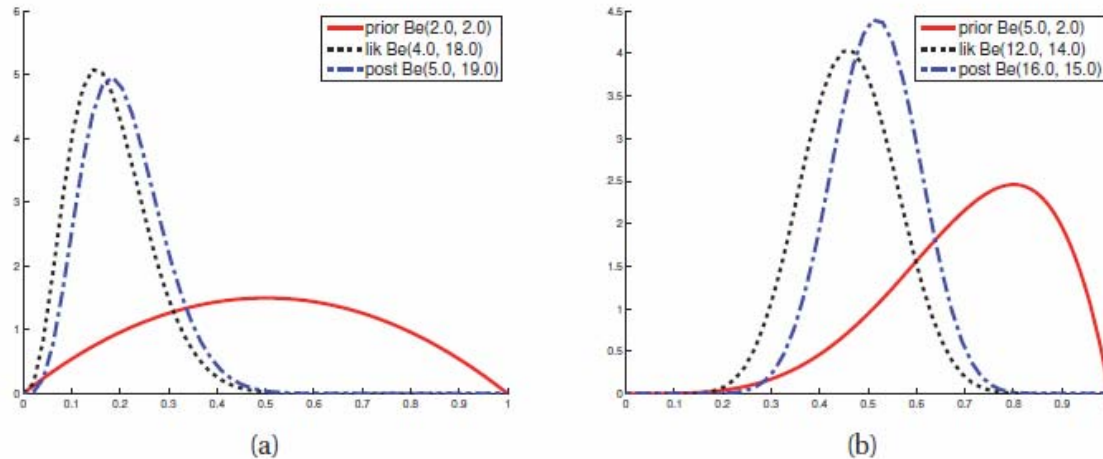 6
5
4
3
2
1
0
0 0.1 0.2 0.3 0.4 0.5 0.6 0.7 0.8 0.9 1
prior Be(2.0, 2.0)
lik Be(4.0, 18.0)
post Be(5.0, 19.0)
(a)
4.5
4
3.5
3
2.5
2
1.5
1
0.5
0
0 0.1 0.2 0.3 0.4 0.5 0.6 0.7 0.8 0.9
prior Be(5.0, 2.0)
lik Be(12.0, 14.0)
post Be(16.0, 15.0)
(b)